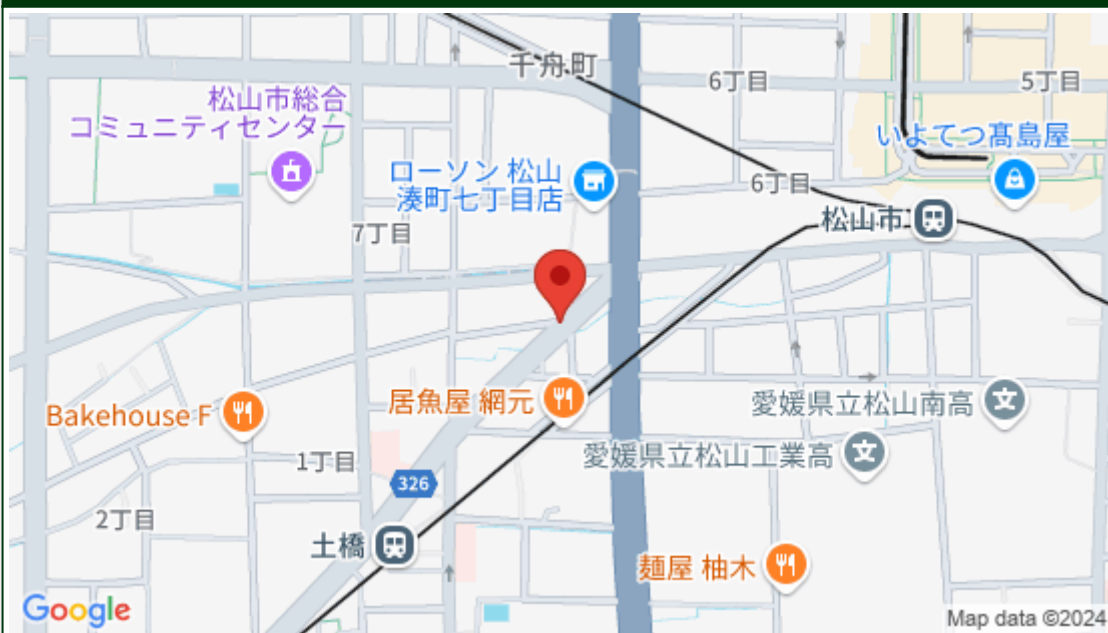 千舟町
6丁目
5丁目
松山市総合
コミュニティセンター
いよてつ髙島屋
ローソン 松山
湊町七丁目店
6丁目
松山市
7丁目
居魚屋 網元
Bakehouse F
愛媛県立松山南高
愛媛県立松山工業高
1丁目
326
2丁目
土橋
麺屋 柚木
Google
Map data ©2024